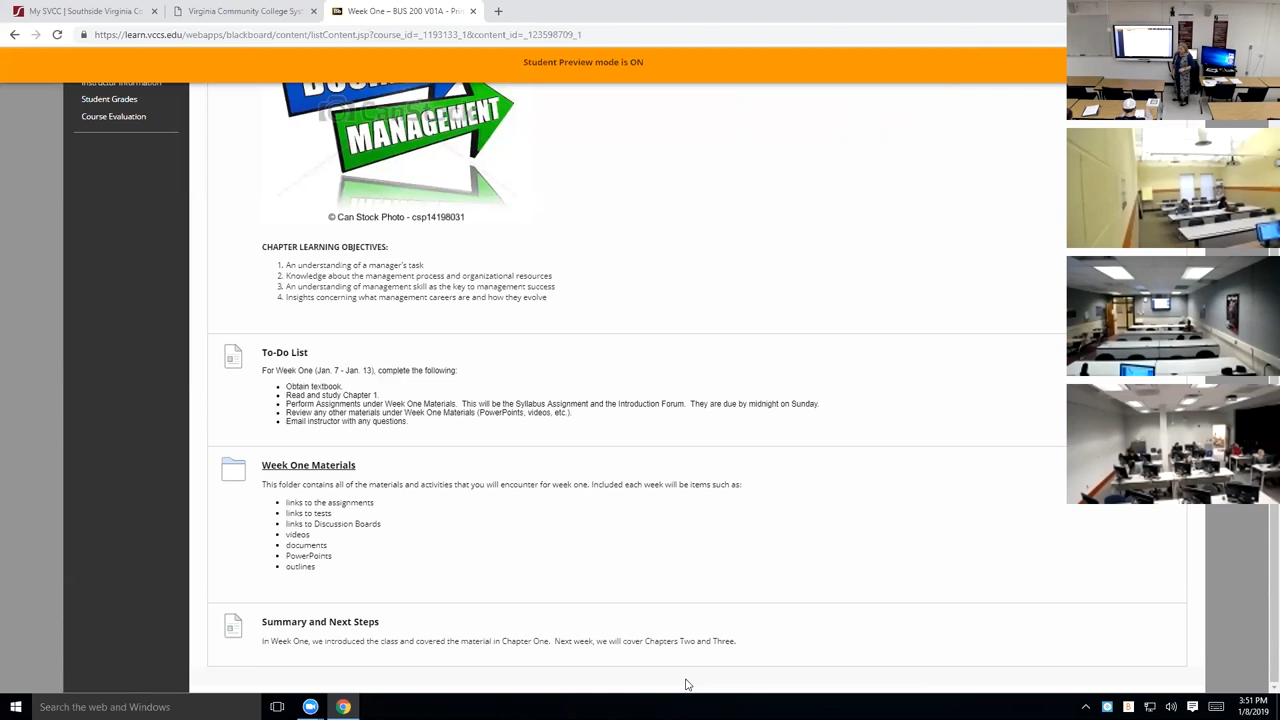 My SVCC | Southside Virginia Co
Virginia Community College Sys
Week One – BUS 200 V01A - Prin
https://learn.vccs.edu/webapps/blackboard/content/listContent.jsp?course_id=_1193133_1&content_id=_123598709_1
Student Preview mode is ON
Instructor Information
Student Grades
Course Evaluation
MANAGEMENT
© Can Stock Photo - csp14198031
CHAPTER LEARNING OBJECTIVES:
1. An understanding of a manager's task
2. Knowledge about the management process and organizational resources
3. An understanding of management skill as the key to management success
4. Insights concerning what management careers are and how they evolve
To-Do List
For Week One (Jan. 7 - Jan. 13), complete the following:
Obtain textbook.
Read and study Chapter 1.
Perform Assignments under Week One Materials. This will be the Syllabus Assignment and the Introduction Forum. They are due by midnight on Sunday.
Review any other materials under Week One Materials (PowerPoints, videos, etc.).
Email instructor with any questions.
Week One Materials
This folder contains all of the materials and activities that you will encounter for week one. Included each week will be items such as:
links to the assignments
links to tests
links to Discussion Boards
videos
documents
PowerPoints
outlines
Summary and Next Steps
In Week One, we introduced the class and covered the material in Chapter One. Next week, we will cover Chapters Two and Three.
Search the web and Windows
3:51 PM
1/8/2019